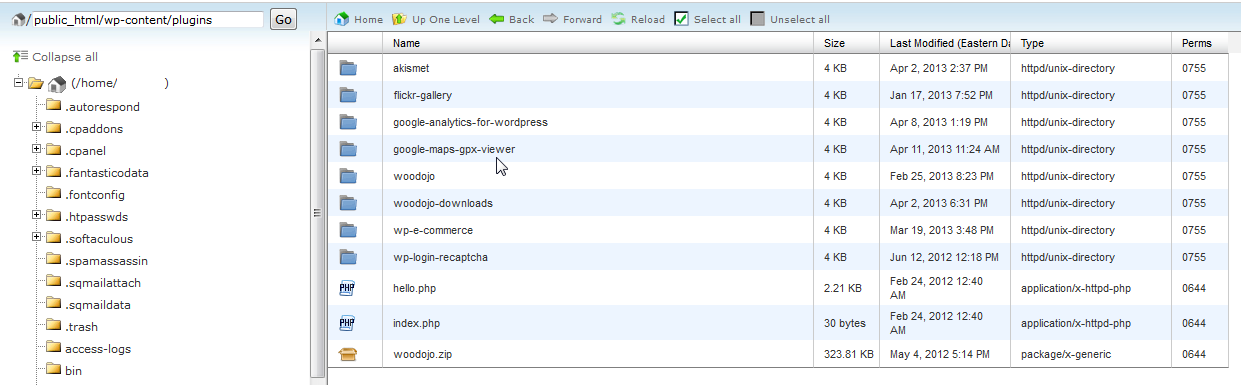 / public_html/wp-content/plugins Go Home Up One Level Back Forward Reload Select all Unselect all
Collapse all
(/home/ )
.autorespond
.cpaddons
.cpanel
.fantasticodata
.fontconfig
.htpasswds
.softaculous
.spamassassin
.sqmailattach
.sqmaildata
.trash
access-logs
bin
Name Size Last Modified (Eastern Da Type Perms
akismet 4 KB Apr 2, 2013 2:37 PM httpd/unix-directory 0755
flickr-gallery 4 KB Jan 17, 2013 7:52 PM httpd/unix-directory 0755
google-analytics-for-wordpress 4 KB Apr 8, 2013 1:19 PM httpd/unix-directory 0755
google-maps-gpx-viewer 4 KB Apr 11, 2013 11:24 AM httpd/unix-directory 0755
woodojo 4 KB Feb 25, 2013 8:23 PM httpd/unix-directory 0755
woodojo-downloads 4 KB Apr 2, 2013 6:31 PM httpd/unix-directory 0755
wp-e-commerce 4 KB Mar 19, 2013 3:48 PM httpd/unix-directory 0755
wp-login-recaptcha 4 KB Jun 12, 2012 12:18 PM httpd/unix-directory 0755
PHP hello.php 2.21 KB Feb 24, 2012 12:40 AM application/x-httpd-php 0644
PHP index.php 30 bytes Feb 24, 2012 12:40 AM application/x-httpd-php 0644
woodojo.zip 323.81 KB May 4, 2012 5:14 PM package/x-generic 0644